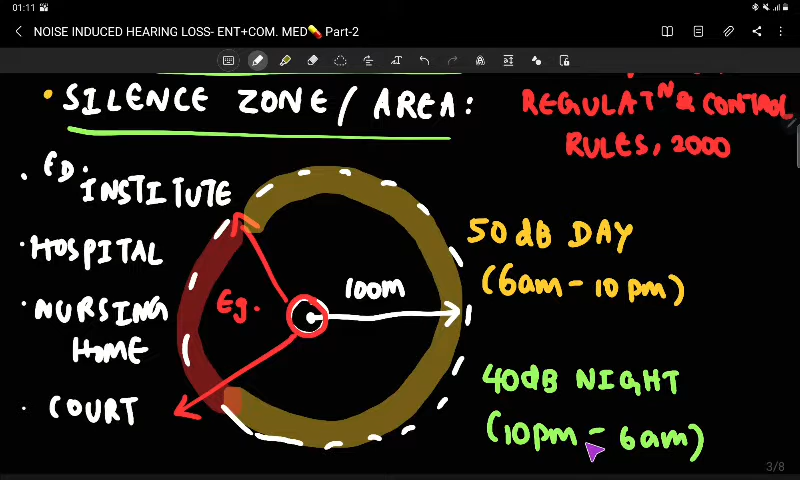 01:11
NOISE INDUCED HEARING LOSS- ENT+COM. MED💊 Part-2
• SILENCE ZONE/ AREA:
REGULATN & CONTROL
RULES, 2000
• ED. INSTITUTE
• HOSPITAL
• NURSING
HOME
• COURT
Eg.
100m
50 dB DAY
(6am - 10 pm)
40dB NIGHT
(10pm - 6am)
3/8